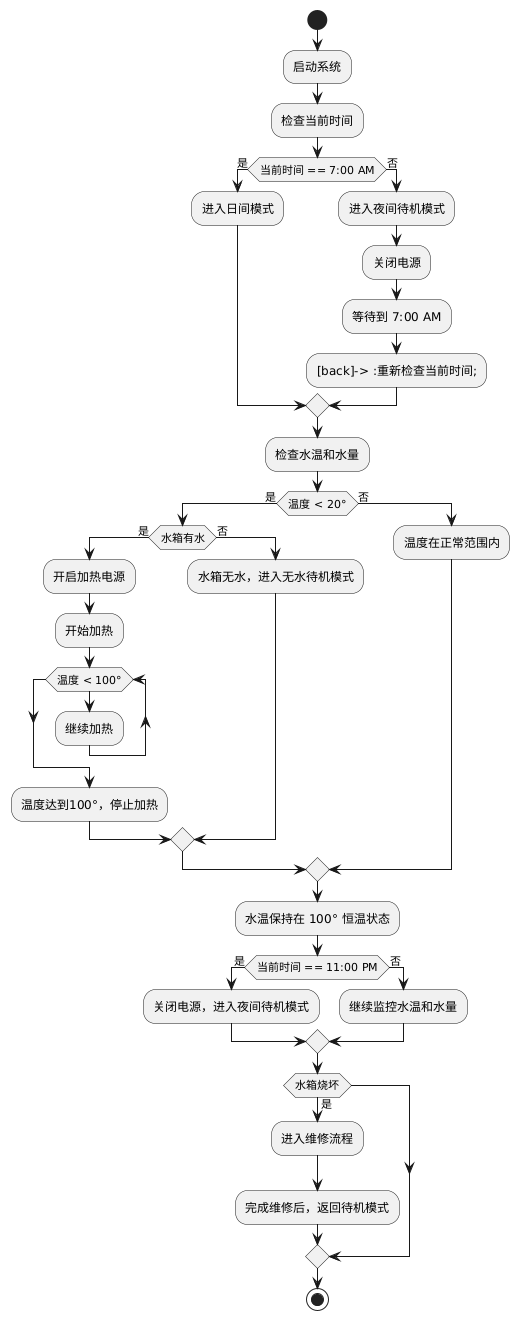 启动系统
检查当前时间
是
当前时间 == 7:00 AM
否
进入日间模式
进入夜间待机模式
关闭电源
等待到 7:00 AM
[back]-> :重新检查当前时间;
检查水温和水量
是
温度 < 20°
否
是
水箱有水
否
温度在正常范围内
开启加热电源
水箱无水，进入无水待机模式
开始加热
温度 < 100°
继续加热
温度达到100°，停止加热
水温保持在 100° 恒温状态
是
当前时间 == 11:00 PM
否
关闭电源，进入夜间待机模式
继续监控水温和水量
水箱烧坏
是
进入维修流程
完成维修后，返回待机模式